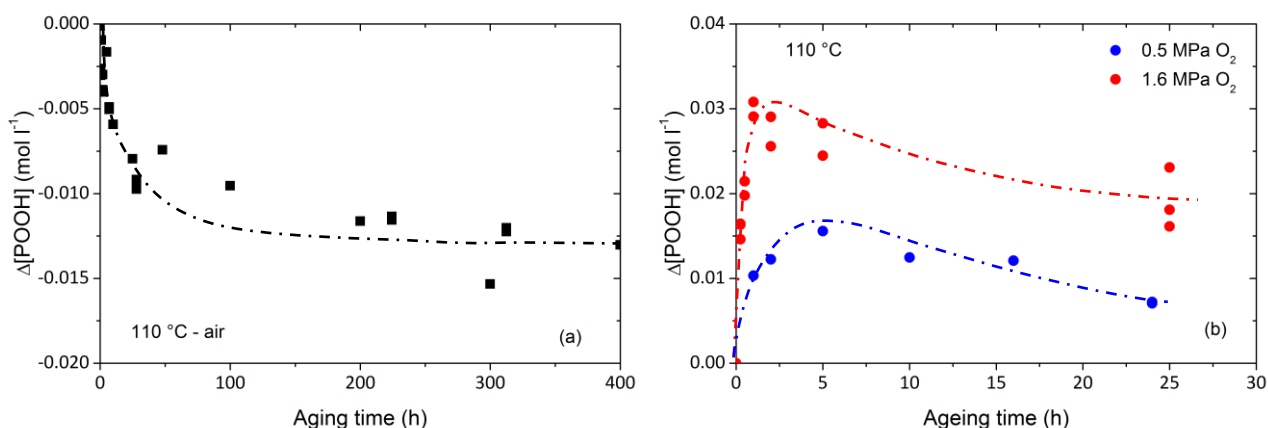 0.000
-0.005
-0.010
-0.015
-0.020
Δ[POOH] (mol l⁻¹)
110 °C - air
(a)
0
100
200
300
400
Aging time (h)
0.04
0.03
0.02
0.01
0.00
Δ[POOH] (mol l⁻¹)
110 °C
0.5 MPa O₂
1.6 MPa O₂
(b)
0
5
10
15
20
25
30
Ageing time (h)